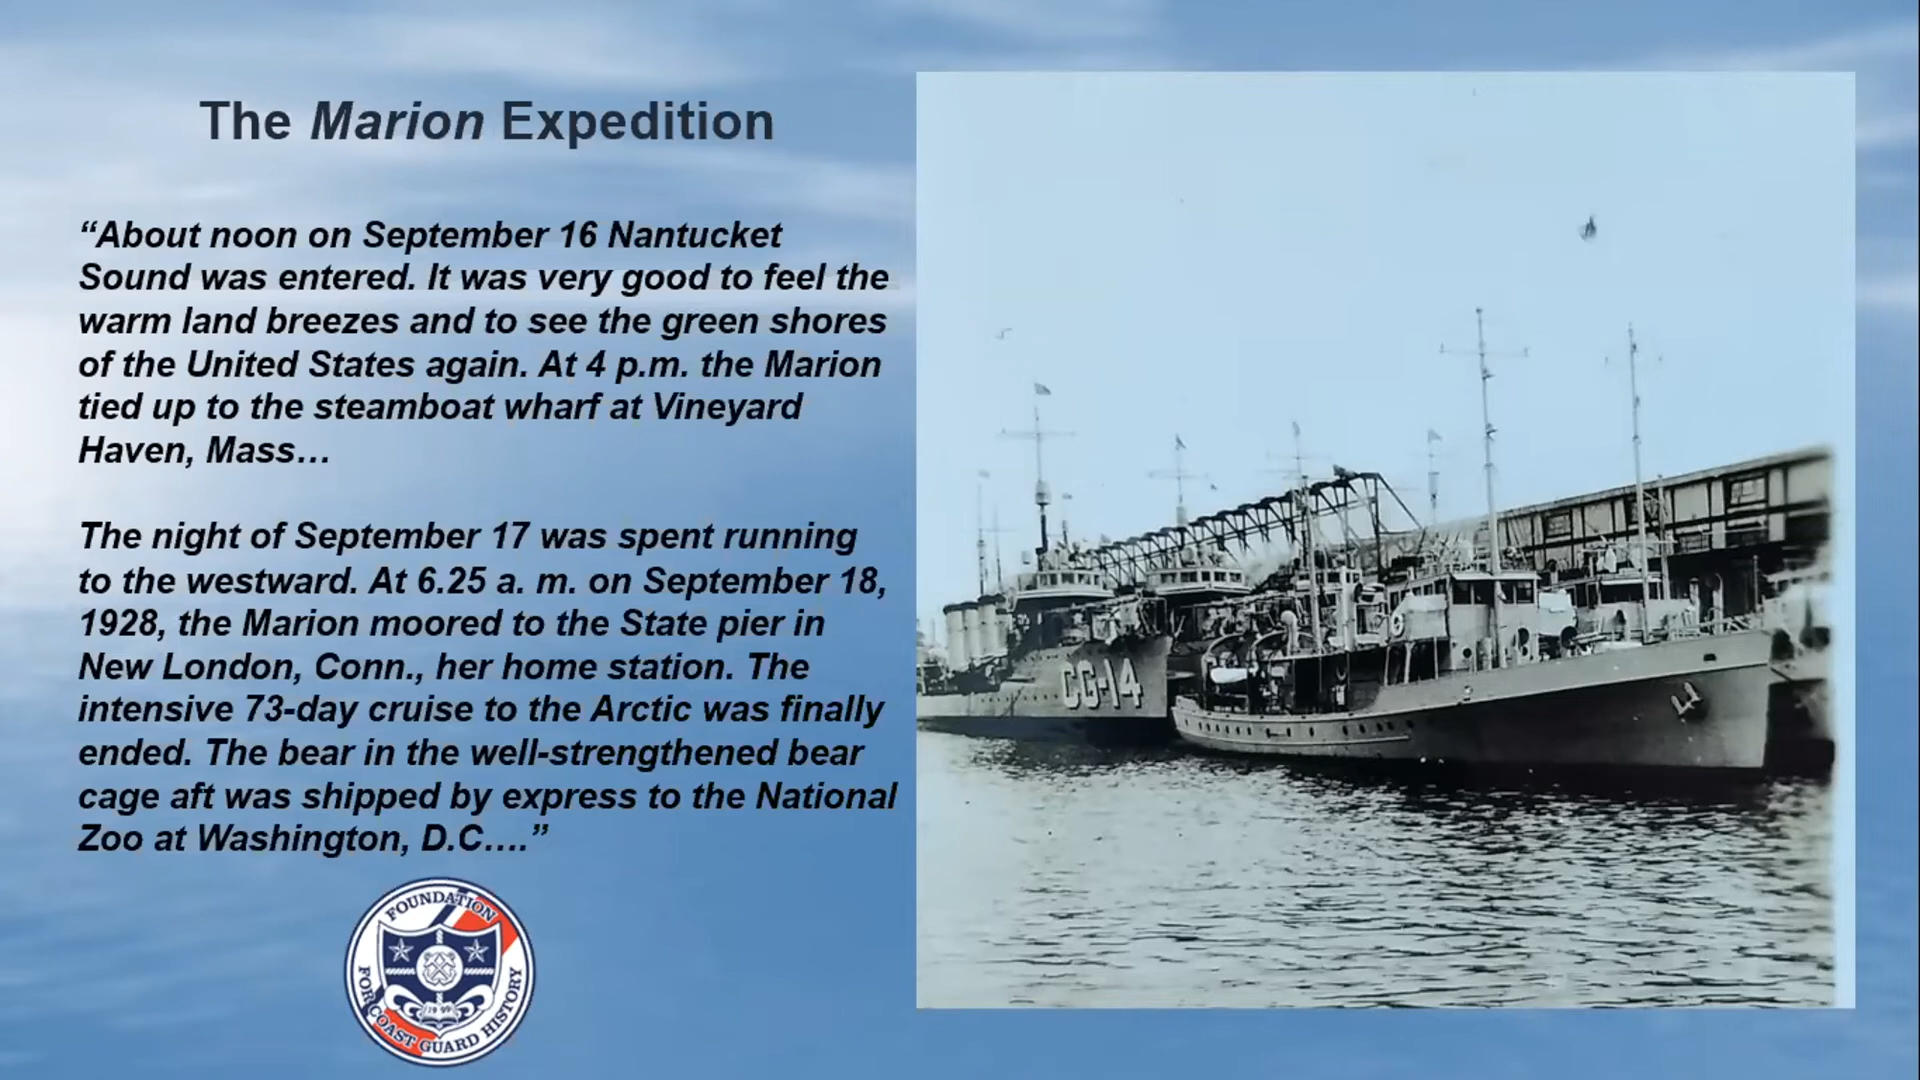 The Marion Expedition
“About noon on September 16 Nantucket
Sound was entered. It was very good to feel the
warm land breezes and to see the green shores
of the United States again. At 4 p.m. the Marion
tied up to the steamboat wharf at Vineyard
Haven, Mass…
The night of September 17 was spent running
to the westward. At 6.25 a. m. on September 18,
1928, the Marion moored to the State pier in
New London, Conn., her home station. The
intensive 73-day cruise to the Arctic was finally
ended. The bear in the well-strengthened bear
cage aft was shipped by express to the National
Zoo at Washington, D.C….”
FOUNDATION
FOR COAST GUARD HISTORY
1999
CG-14